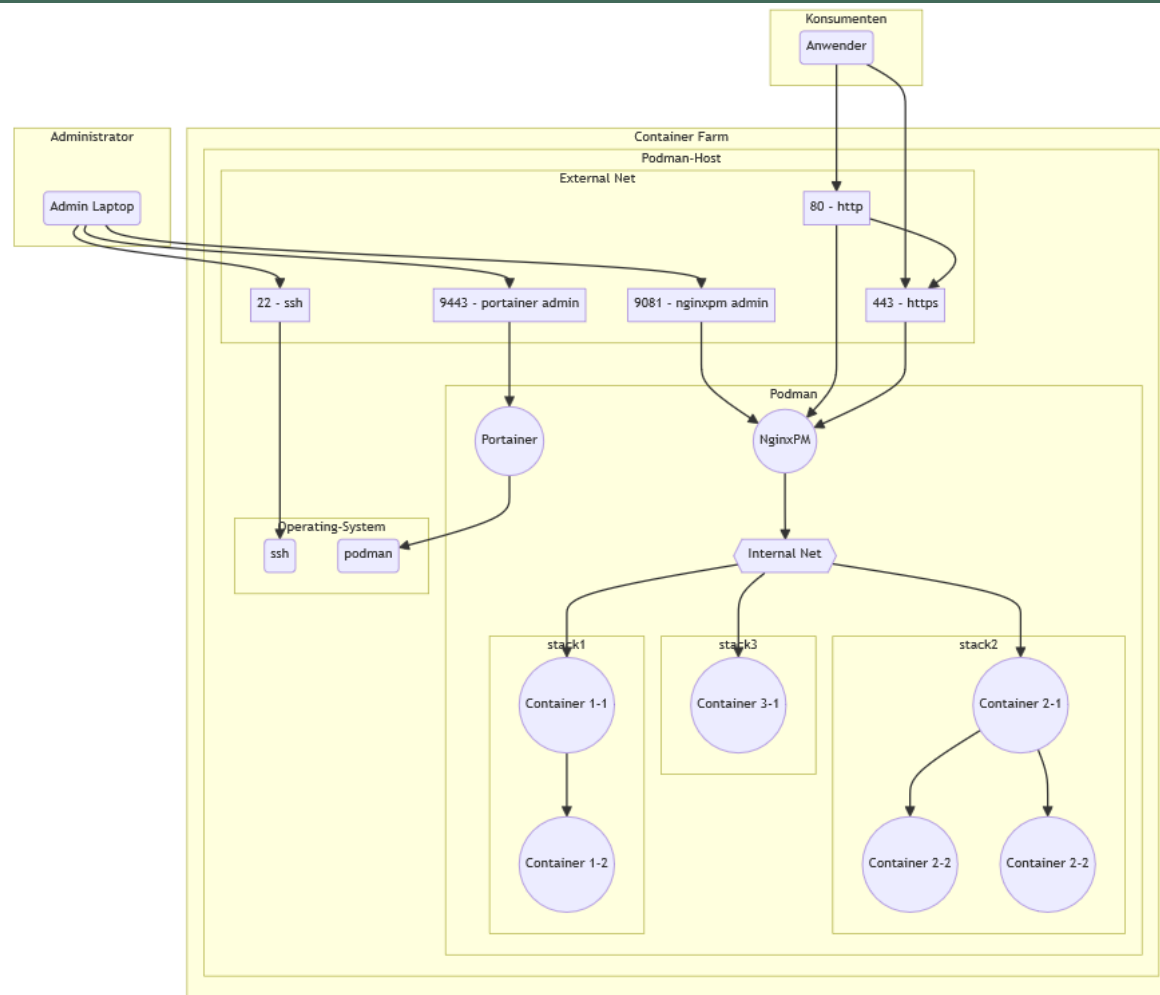 Konsumenten
Anwender
Administrator
Container Farm
Podman-Host
External Net
Admin Laptop
80 - http
22 - ssh
9443 - portainer admin
9081 - nginxpm admin
443 - https
Podman
Portainer
NginxPM
Operating-System
ssh
podman
Internal Net
stack1
stack3
stack2
Container 1-1
Container 3-1
Container 2-1
Container 1-2
Container 2-2
Container 2-2